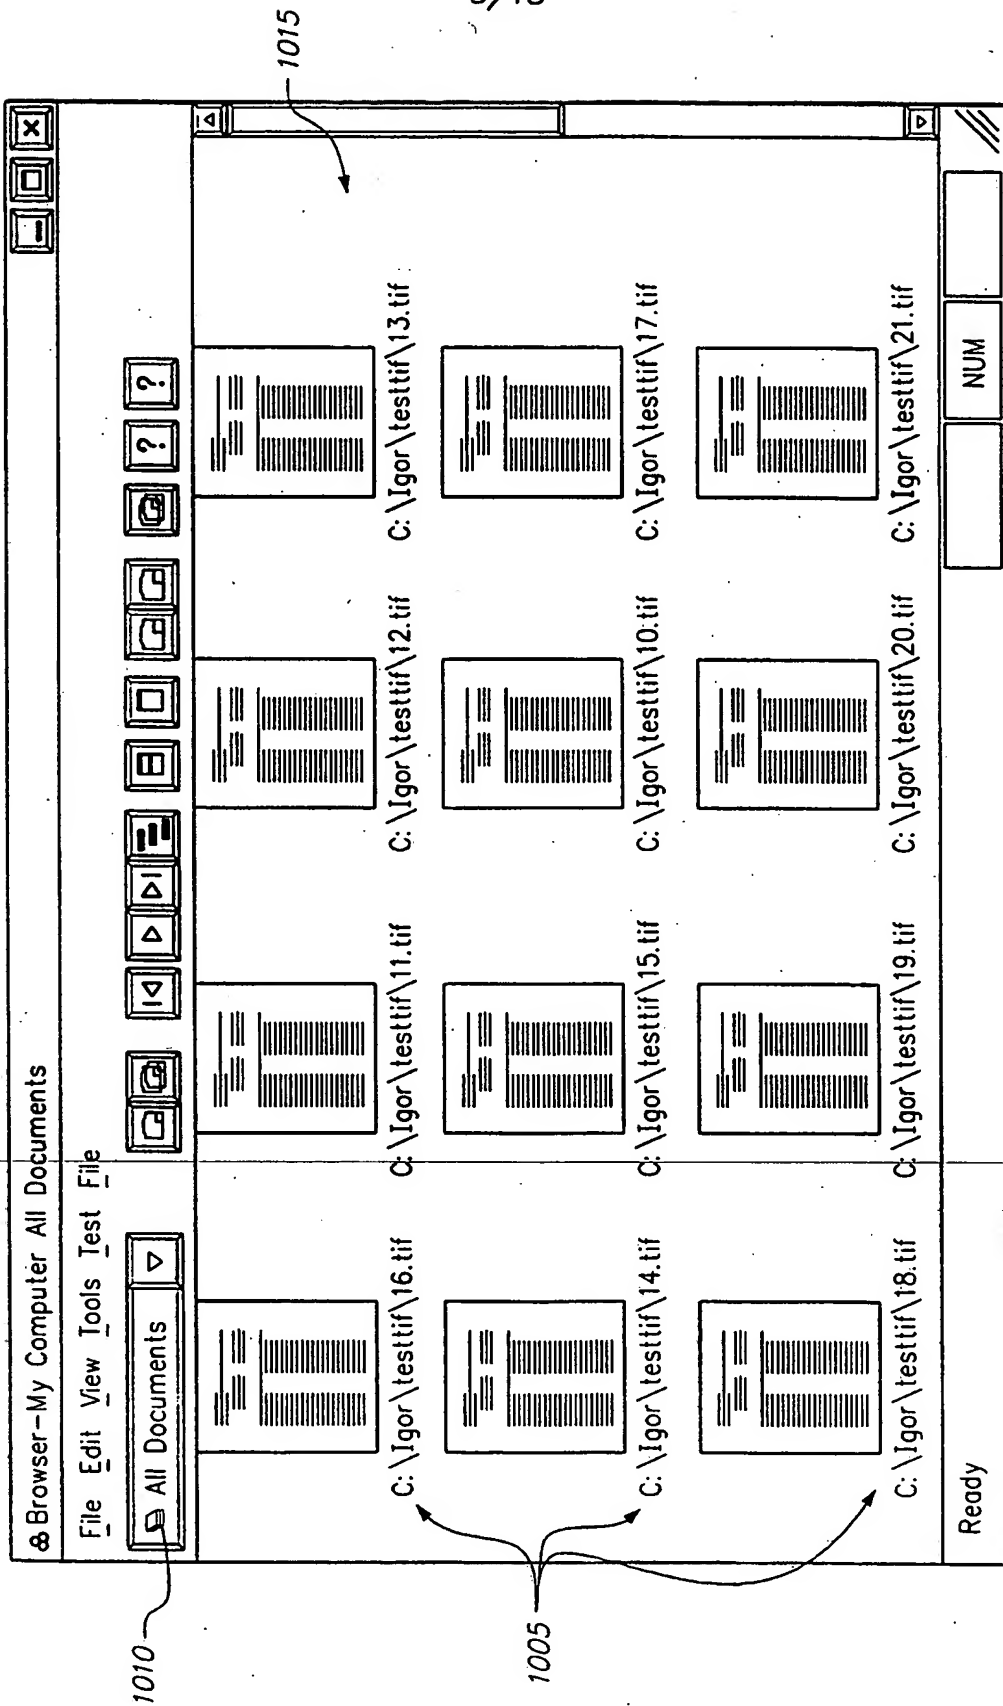 1015
Browser-My Computer All Documents
File Edit View Tools Test File
All Documents
? ?
1010
C:\Igor\testtif\16.tif C:\Igor\testtif\11.tif C:\Igor\testtif\12.tif C:\Igor\testtif\13.tif
C:\Igor\testtif\14.tif C:\Igor\testtif\15.tif C:\Igor\testtif\10.tif C:\Igor\testtif\17.tif
1005
C:\Igor\testtif\18.tif C:\Igor\testtif\19.tif C:\Igor\testtif\20.tif C:\Igor\testtif\21.tif
Ready NUM